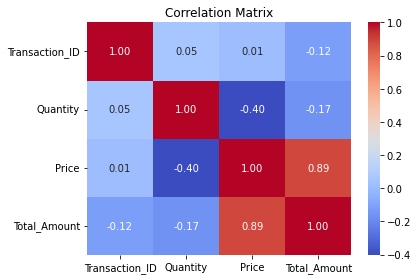 Correlation Matrix
Transaction_ID 1.00 0.05 0.01 -0.12
Quantity 0.05 1.00 -0.40 -0.17
Price 0.01 -0.40 1.00 0.89
Total_Amount -0.12 -0.17 0.89 1.00
Transaction_ID Quantity Price Total_Amount
1.0
0.8
0.6
0.4
0.2
0.0
−0.2
−0.4